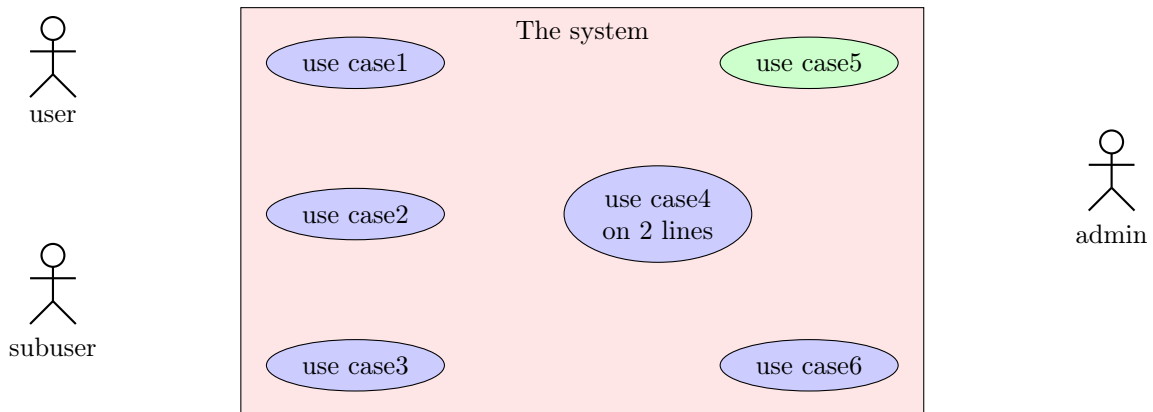 The system
use case1
use case5
user
use case4
on 2 lines
use case2
admin
subuser
use case3
use case6